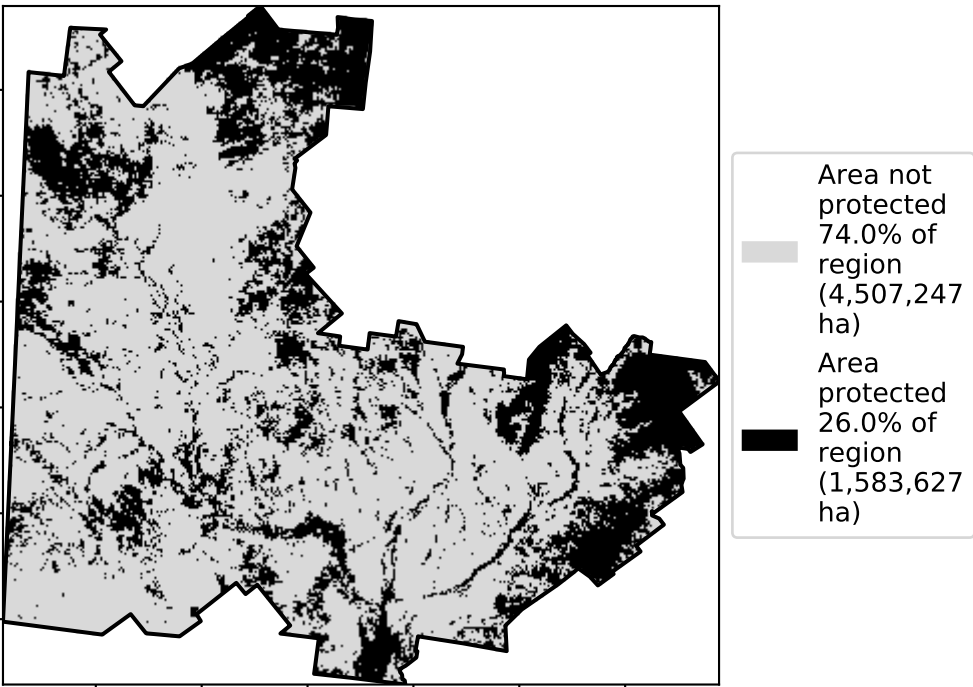 Area not
protected
74.0% of
region
(4,507,247
ha)
Area
protected
26.0% of
region
(1,583,627
ha)